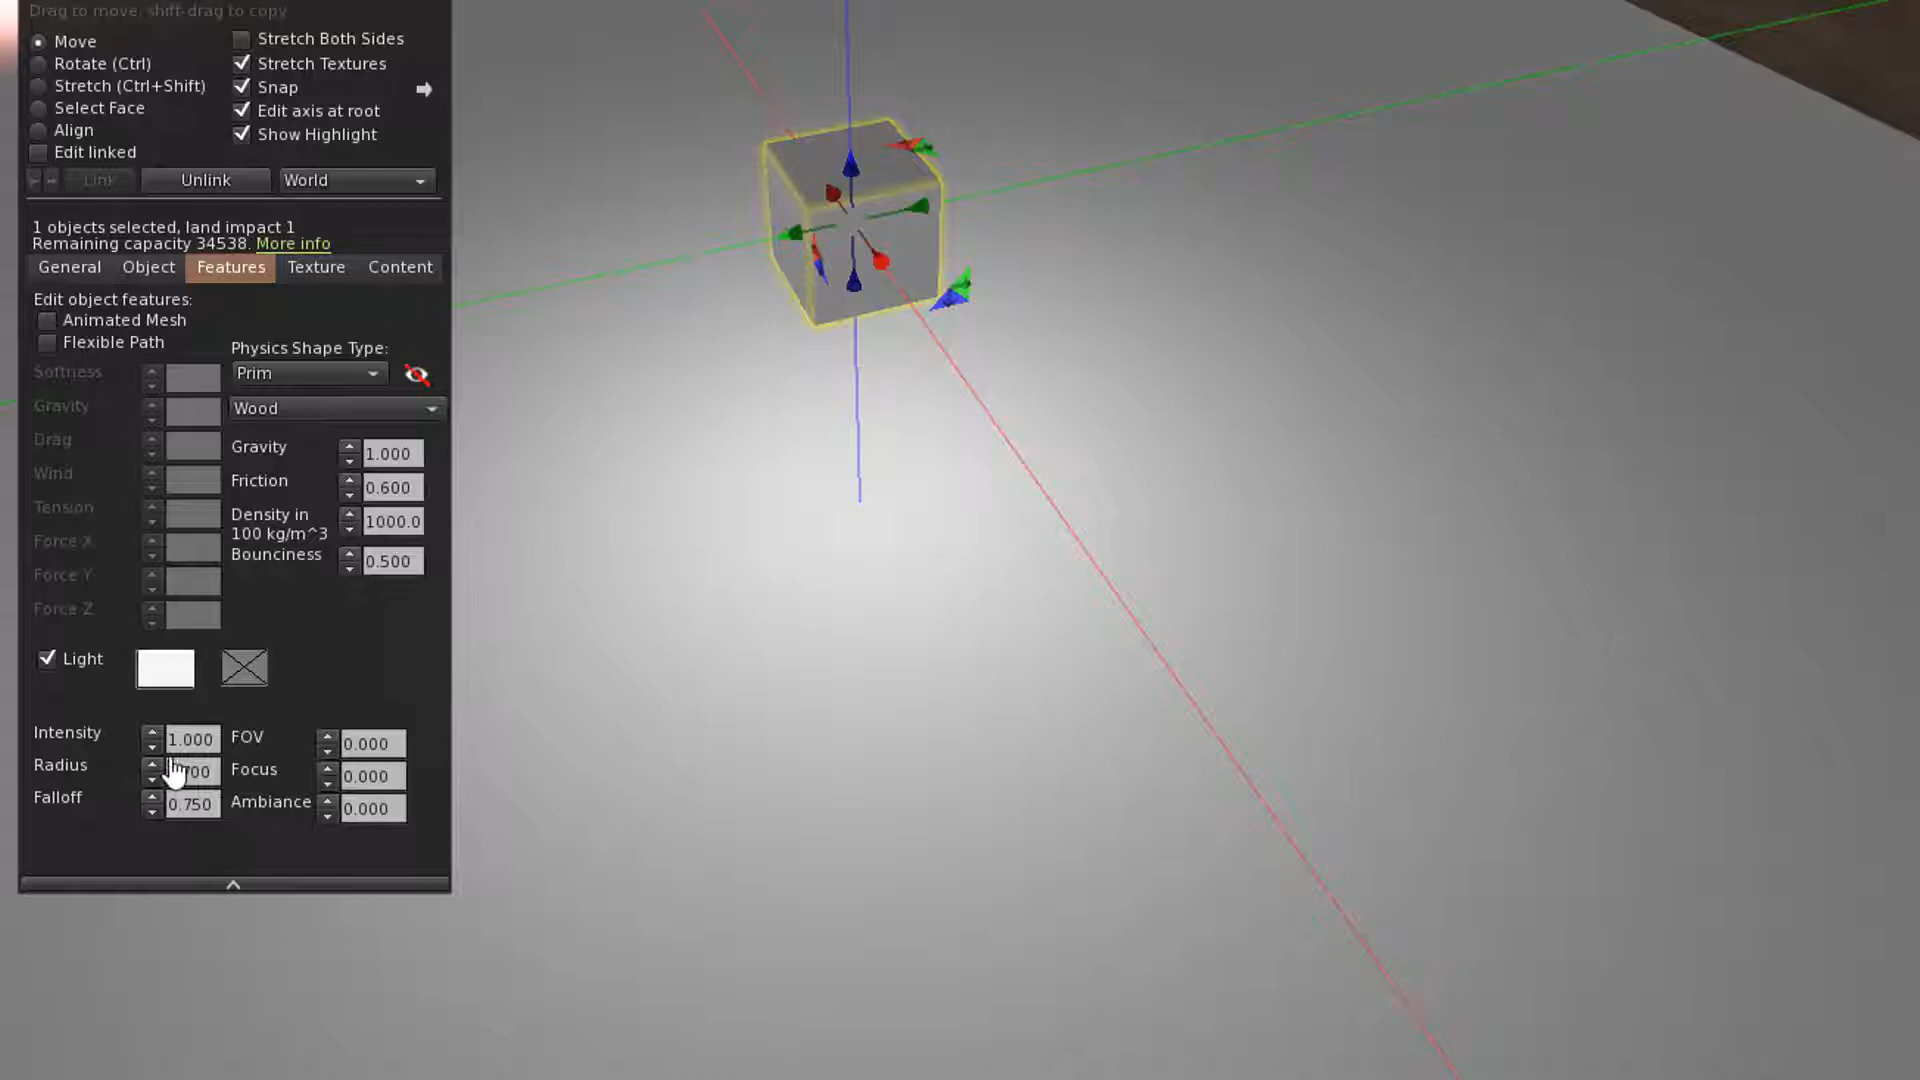 Drag to move, shift-drag to copy
Move
Stretch Both Sides
Rotate (Ctrl)
Stretch Textures
Stretch (Ctrl+Shift)
Snap
Select Face
Edit axis at root
Align
Show Highlight
Edit linked
Link Unlink World
1 objects selected, land impact 1
Remaining capacity 34538. More info
General Object Features Texture Content
Edit object features:
Animated Mesh
Flexible Path
Physics Shape Type:
Softness
Prim
Gravity
Wood
Drag
Gravity 1.000
Wind
Friction 0.600
Tension
Density in
100 kg/m^3
1000.0
Force X
Bounciness 0.500
Force Y
Force Z
Light
Intensity 1.000 FOV 0.000
Radius Focus 0.000
Falloff 0.750 Ambiance 0.000